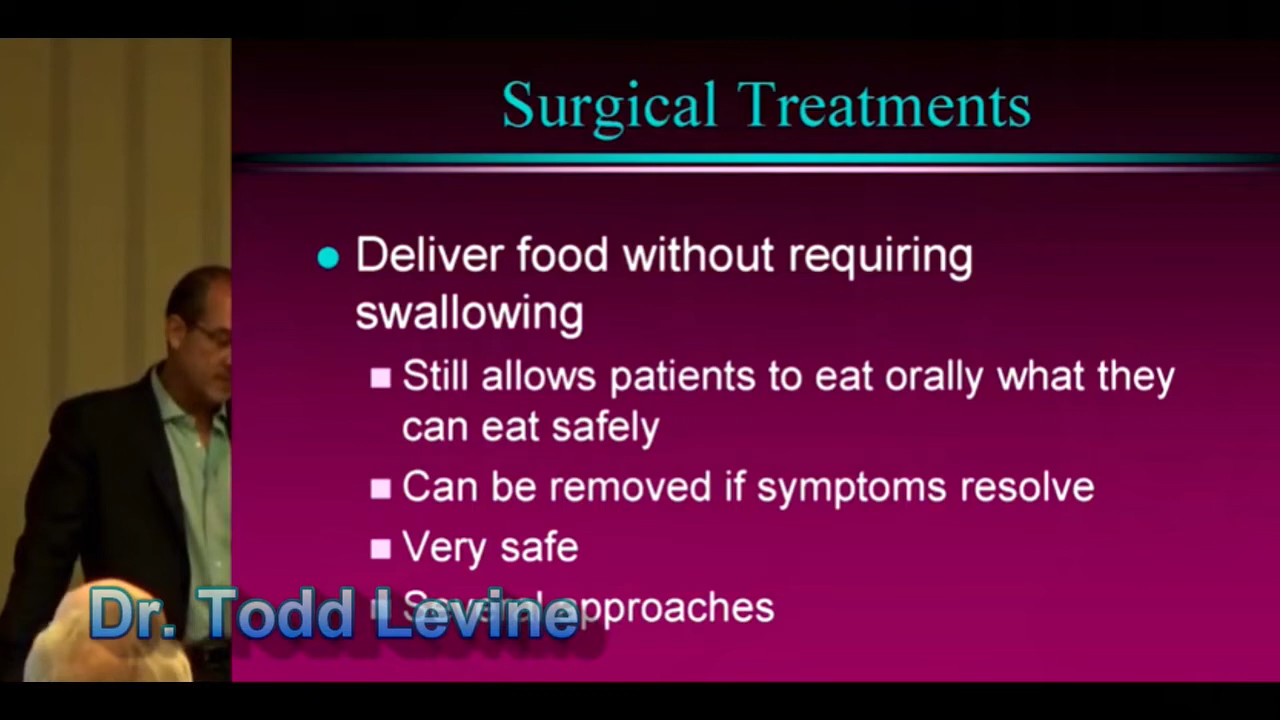 Surgical Treatments
Deliver food without requiring
swallowing
Still allows patients to eat orally what they
can eat safely
Can be removed if symptoms resolve
Very safe
Several approaches
Dr. Todd Levine